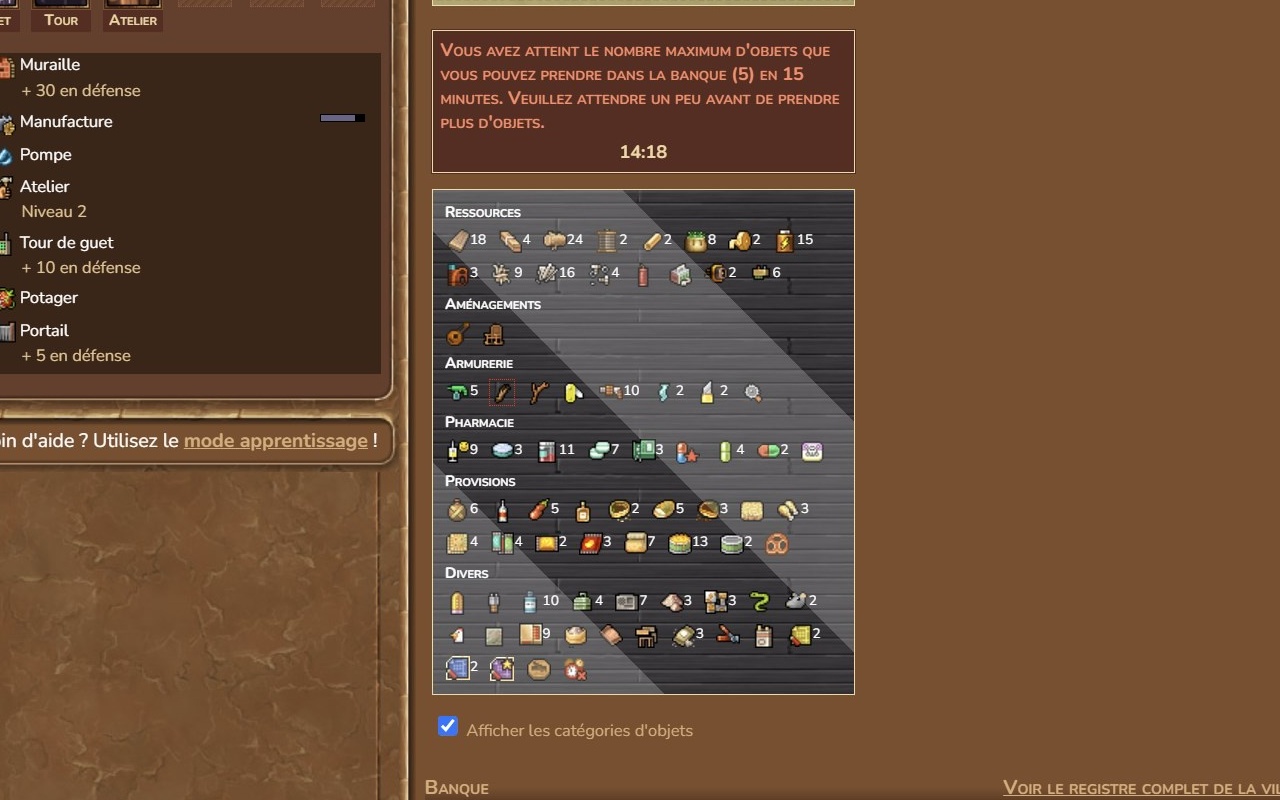 ET Tour Atelier
Muraille
+ 30 en défense
Manufacture
Pompe
Atelier
Niveau 2
Tour de guet
+ 10 en défense
Potager
Portail
+ 5 en défense
oin d'aide ? Utilisez le mode apprentissage !
Vous avez atteint le nombre maximum d'objets que
vous pouvez prendre dans la banque (5) en 15
minutes. Veuillez attendre un peu avant de prendre
plus d'objets.
14:18
Ressources
18 4 24 2 2 8 2 15
3 9 16 4 2 6
Aménagements
Armurerie
5 10 2 2
Pharmacie
9 3 11 7 3 4 2
Provisions
6 5 2 5 3 3
4 4 2 3 7 13 2
Divers
10 4 7 3 3 2
9 3 2
2
Afficher les catégories d'objets
Banque
Voir le registre complet de la vil